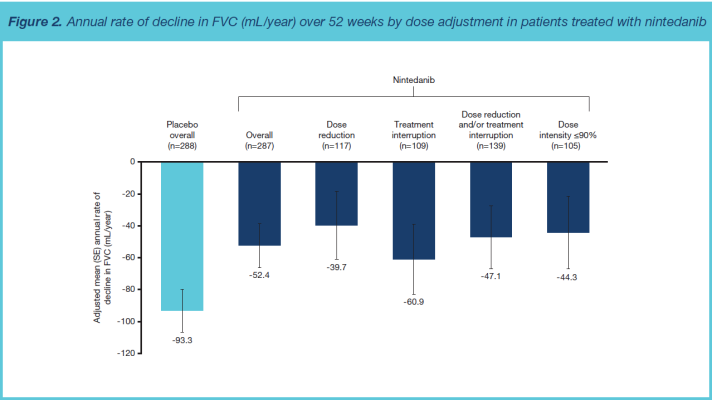 Figure 2. Annual rate of decline in FVC (mL/year) over 52 weeks by dose adjustment in patients treated with nintedanib
Nintedanib
Placebo
overall
(n=288)
Overall
(n=287)
Dose
reduction
(n=117)
Treatment
interruption
(n=109)
Dose reduction
and/or treatment
interruption
(n=139)
Dose
intensity ≤90%
(n=105)
Adjusted mean (SE) annual rate of
decline in FVC (mL/year)
0
-20
-40
-60
-80
-100
-120
-93.3
-52.4
-39.7
-60.9
-47.1
-44.3